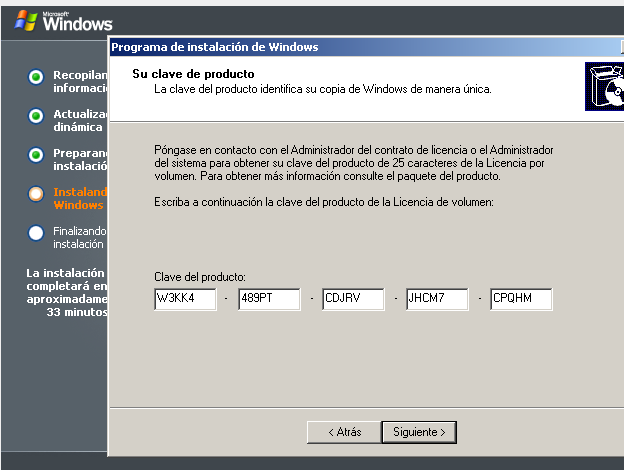 Microsoft
Windows
Programa de instalación de Windows
Recopilan
informaci
Actualiza
dinámica
Preparan
instalació
Instaland
Windows
Finalizando
instalación
La instalación
completará en
aproximadame
33 minutos
Su clave de producto
La clave del producto identifica su copia de Windows de manera única.
Póngase en contacto con el Administrador del contrato de licencia o el Administrador
del sistema para obtener su clave del producto de 25 caracteres de la Licencia por
volumen. Para obtener más información consulte el paquete del producto.
Escriba a continuación la clave del producto de la Licencia de volumen:
Clave del producto:
W3KK4 - 489PT - CDJRV - JHCM7 - CPQHM
< Atrás Siguiente >